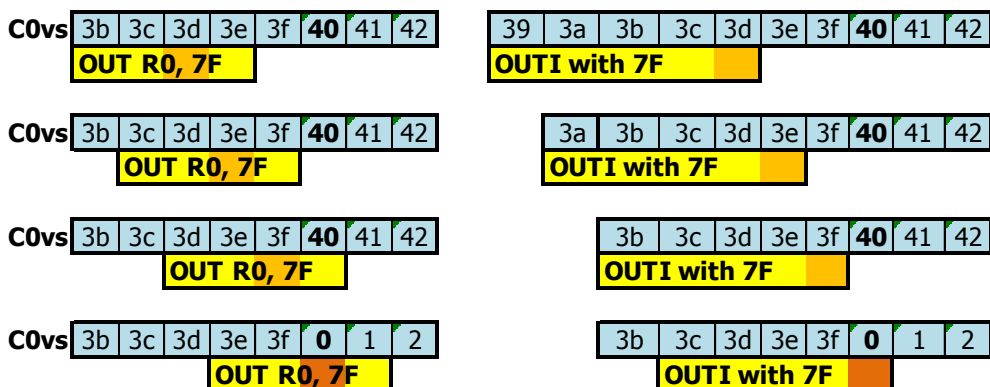 C0vs 3b 3c 3d 3e 3f 40 41 42 39 3a 3b 3c 3d 3e 3f 40 41 42
OUT R0, 7F OUTI with 7F
C0vs 3b 3c 3d 3e 3f 40 41 42 3a 3b 3c 3d 3e 3f 40 41 42
OUT R0, 7F OUTI with 7F
C0vs 3b 3c 3d 3e 3f 40 41 42 3b 3c 3d 3e 3f 40 41 42
OUT R0, 7F OUTI with 7F
C0vs 3b 3c 3d 3e 3f 0 1 2 3b 3c 3d 3e 3f 0 1 2
OUT R0, 7F OUTI with 7F